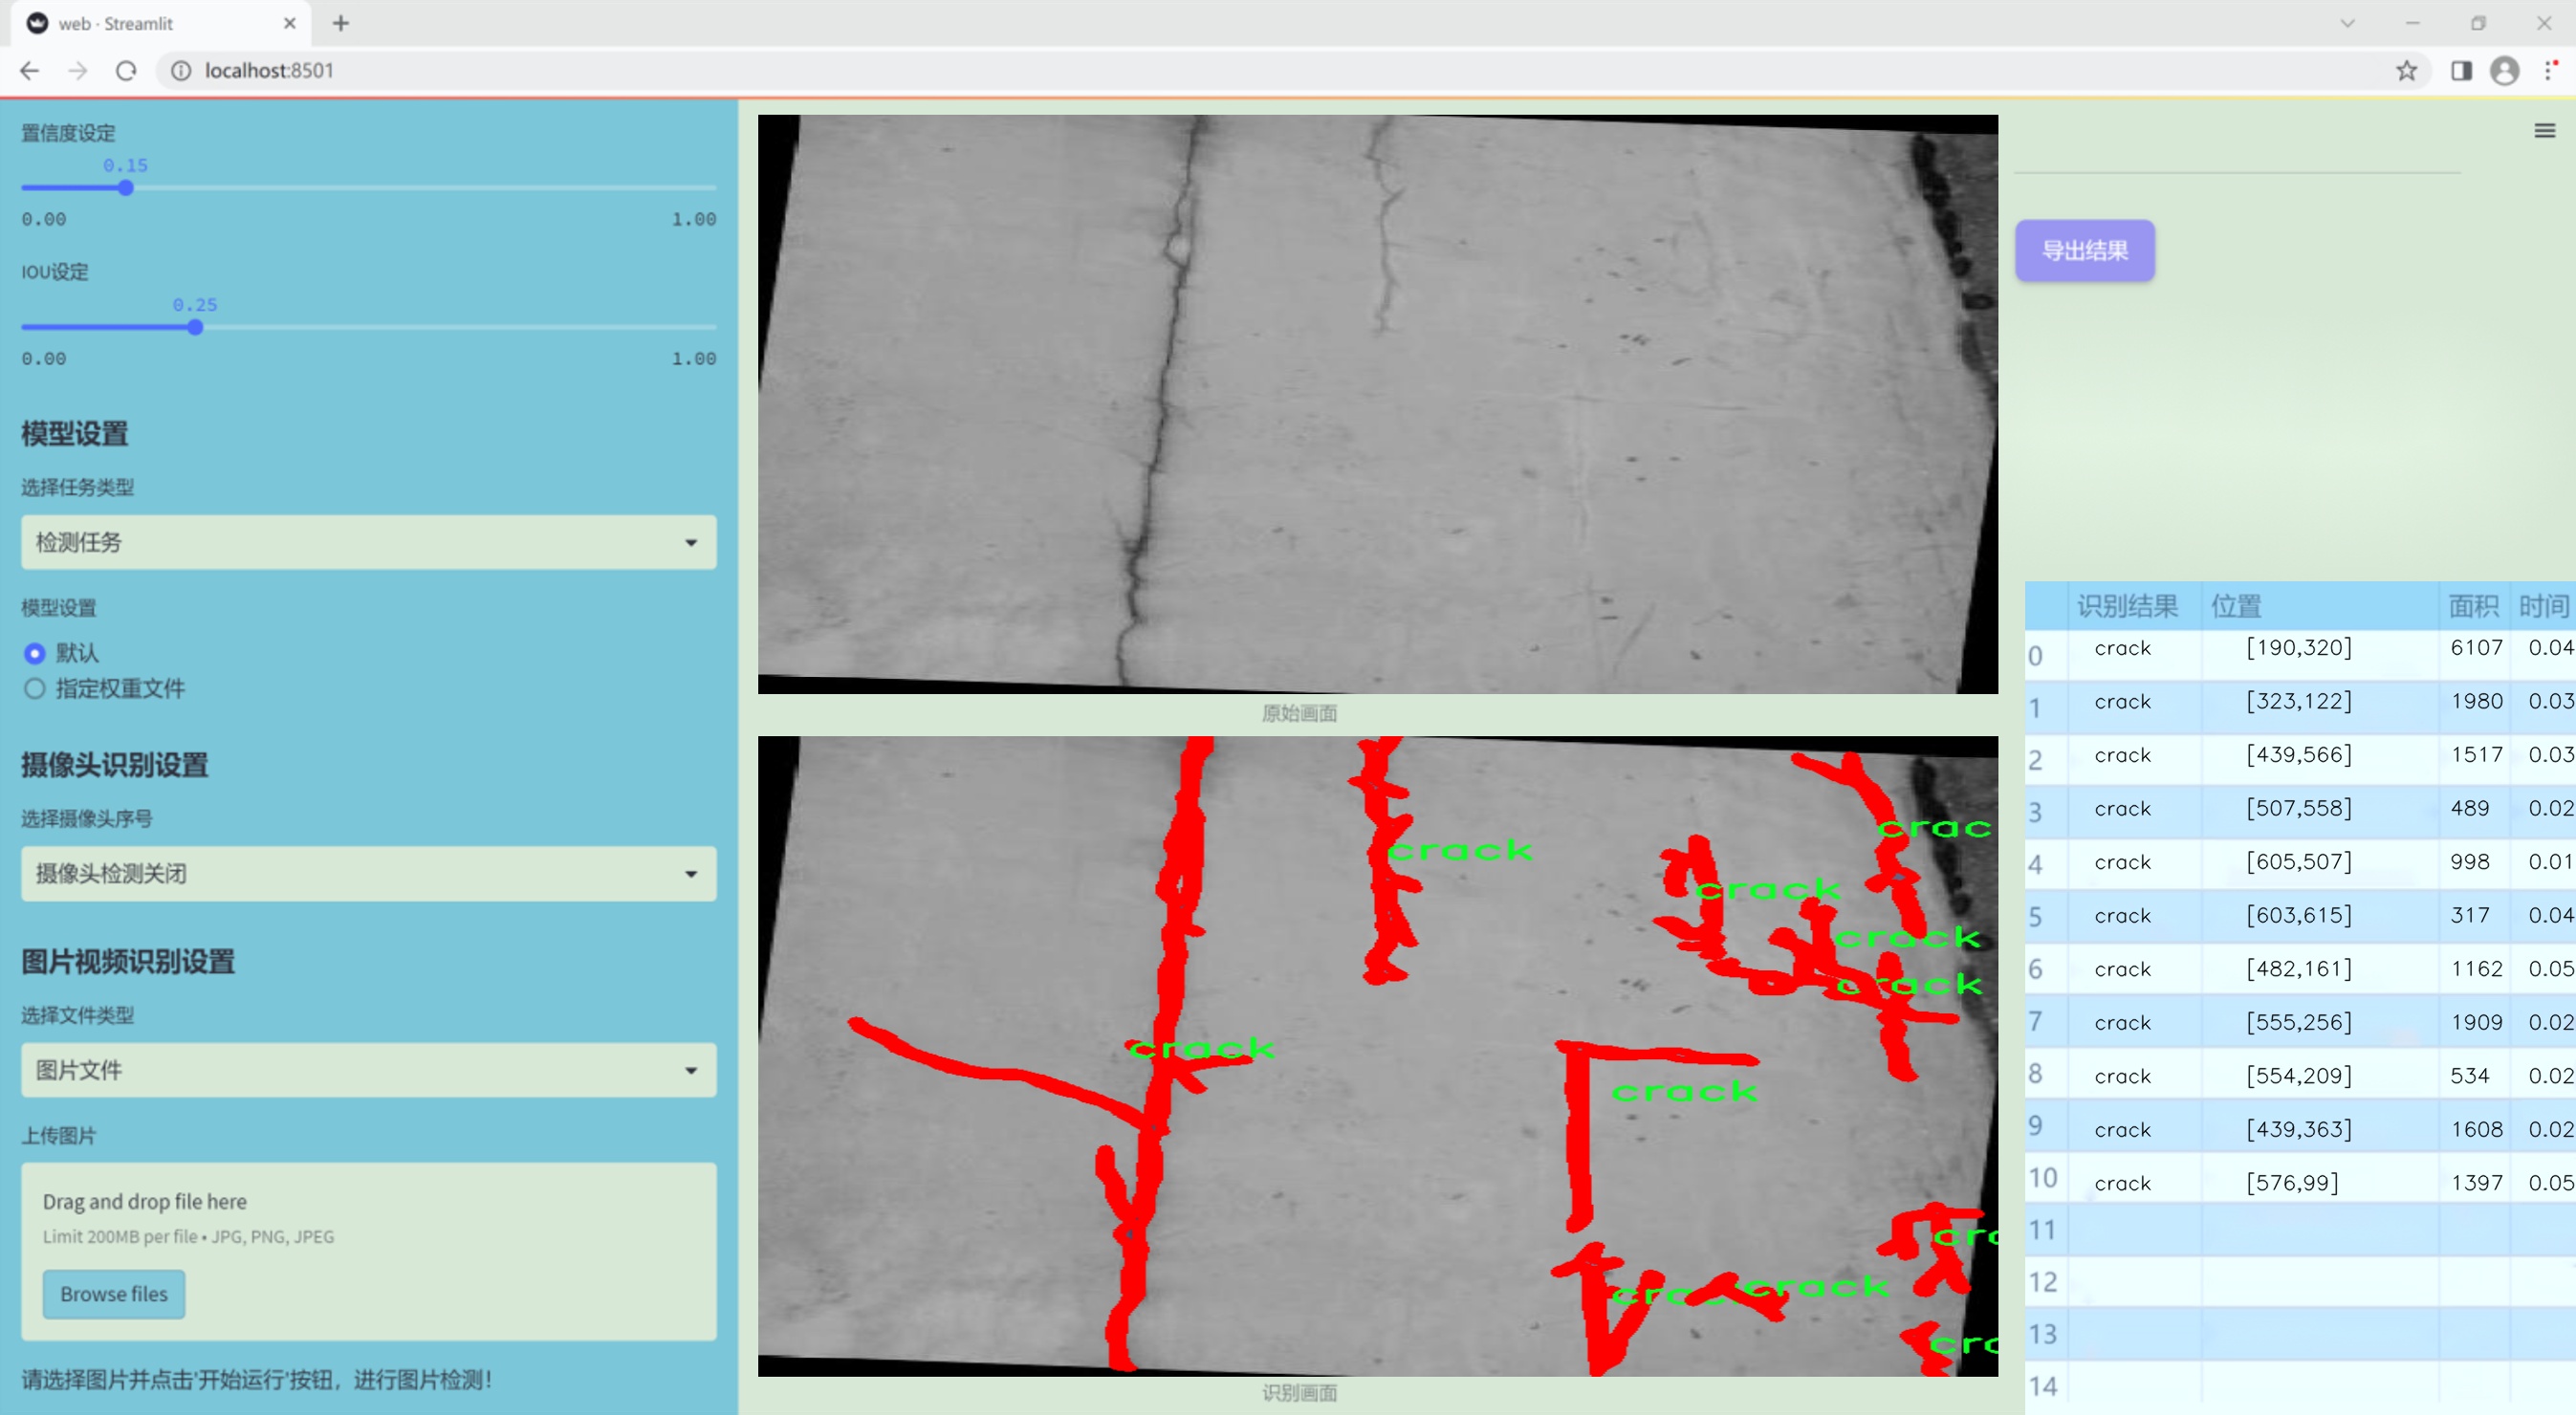 web · Streamlit
localhost:8501
置信度设定
0.15
0.00 1.00
IOU设定
0.25
0.00 1.00
模型设置
选择任务类型
检测任务
模型设置
默认
指定权重文件
摄像头识别设置
选择摄像头序号
摄像头检测关闭
图片视频识别设置
选择文件类型
图片文件
上传图片
Drag and drop file here
Limit 200MB per file • JPG, PNG, JPEG
Browse files
请选择图片并点击'开始运行'按钮，进行图片检测！
原始画面
crac
crack
crack
crack
crack
crack
crack
cra
crac
crack
cra
识别画面
导出结果
识别结果 位置 面积 时间
0 crack [190,320] 6107 0.04
1 crack [323,122] 1980 0.03
2 crack [439,566] 1517 0.03
3 crack [507,558] 489 0.02
4 crack [605,507] 998 0.01
5 crack [603,615] 317 0.04
6 crack [482,161] 1162 0.05
7 crack [555,256] 1909 0.02
8 crack [554,209] 534 0.02
9 crack [439,363] 1608 0.02
10 crack [576,99] 1397 0.05
11
12
13
14